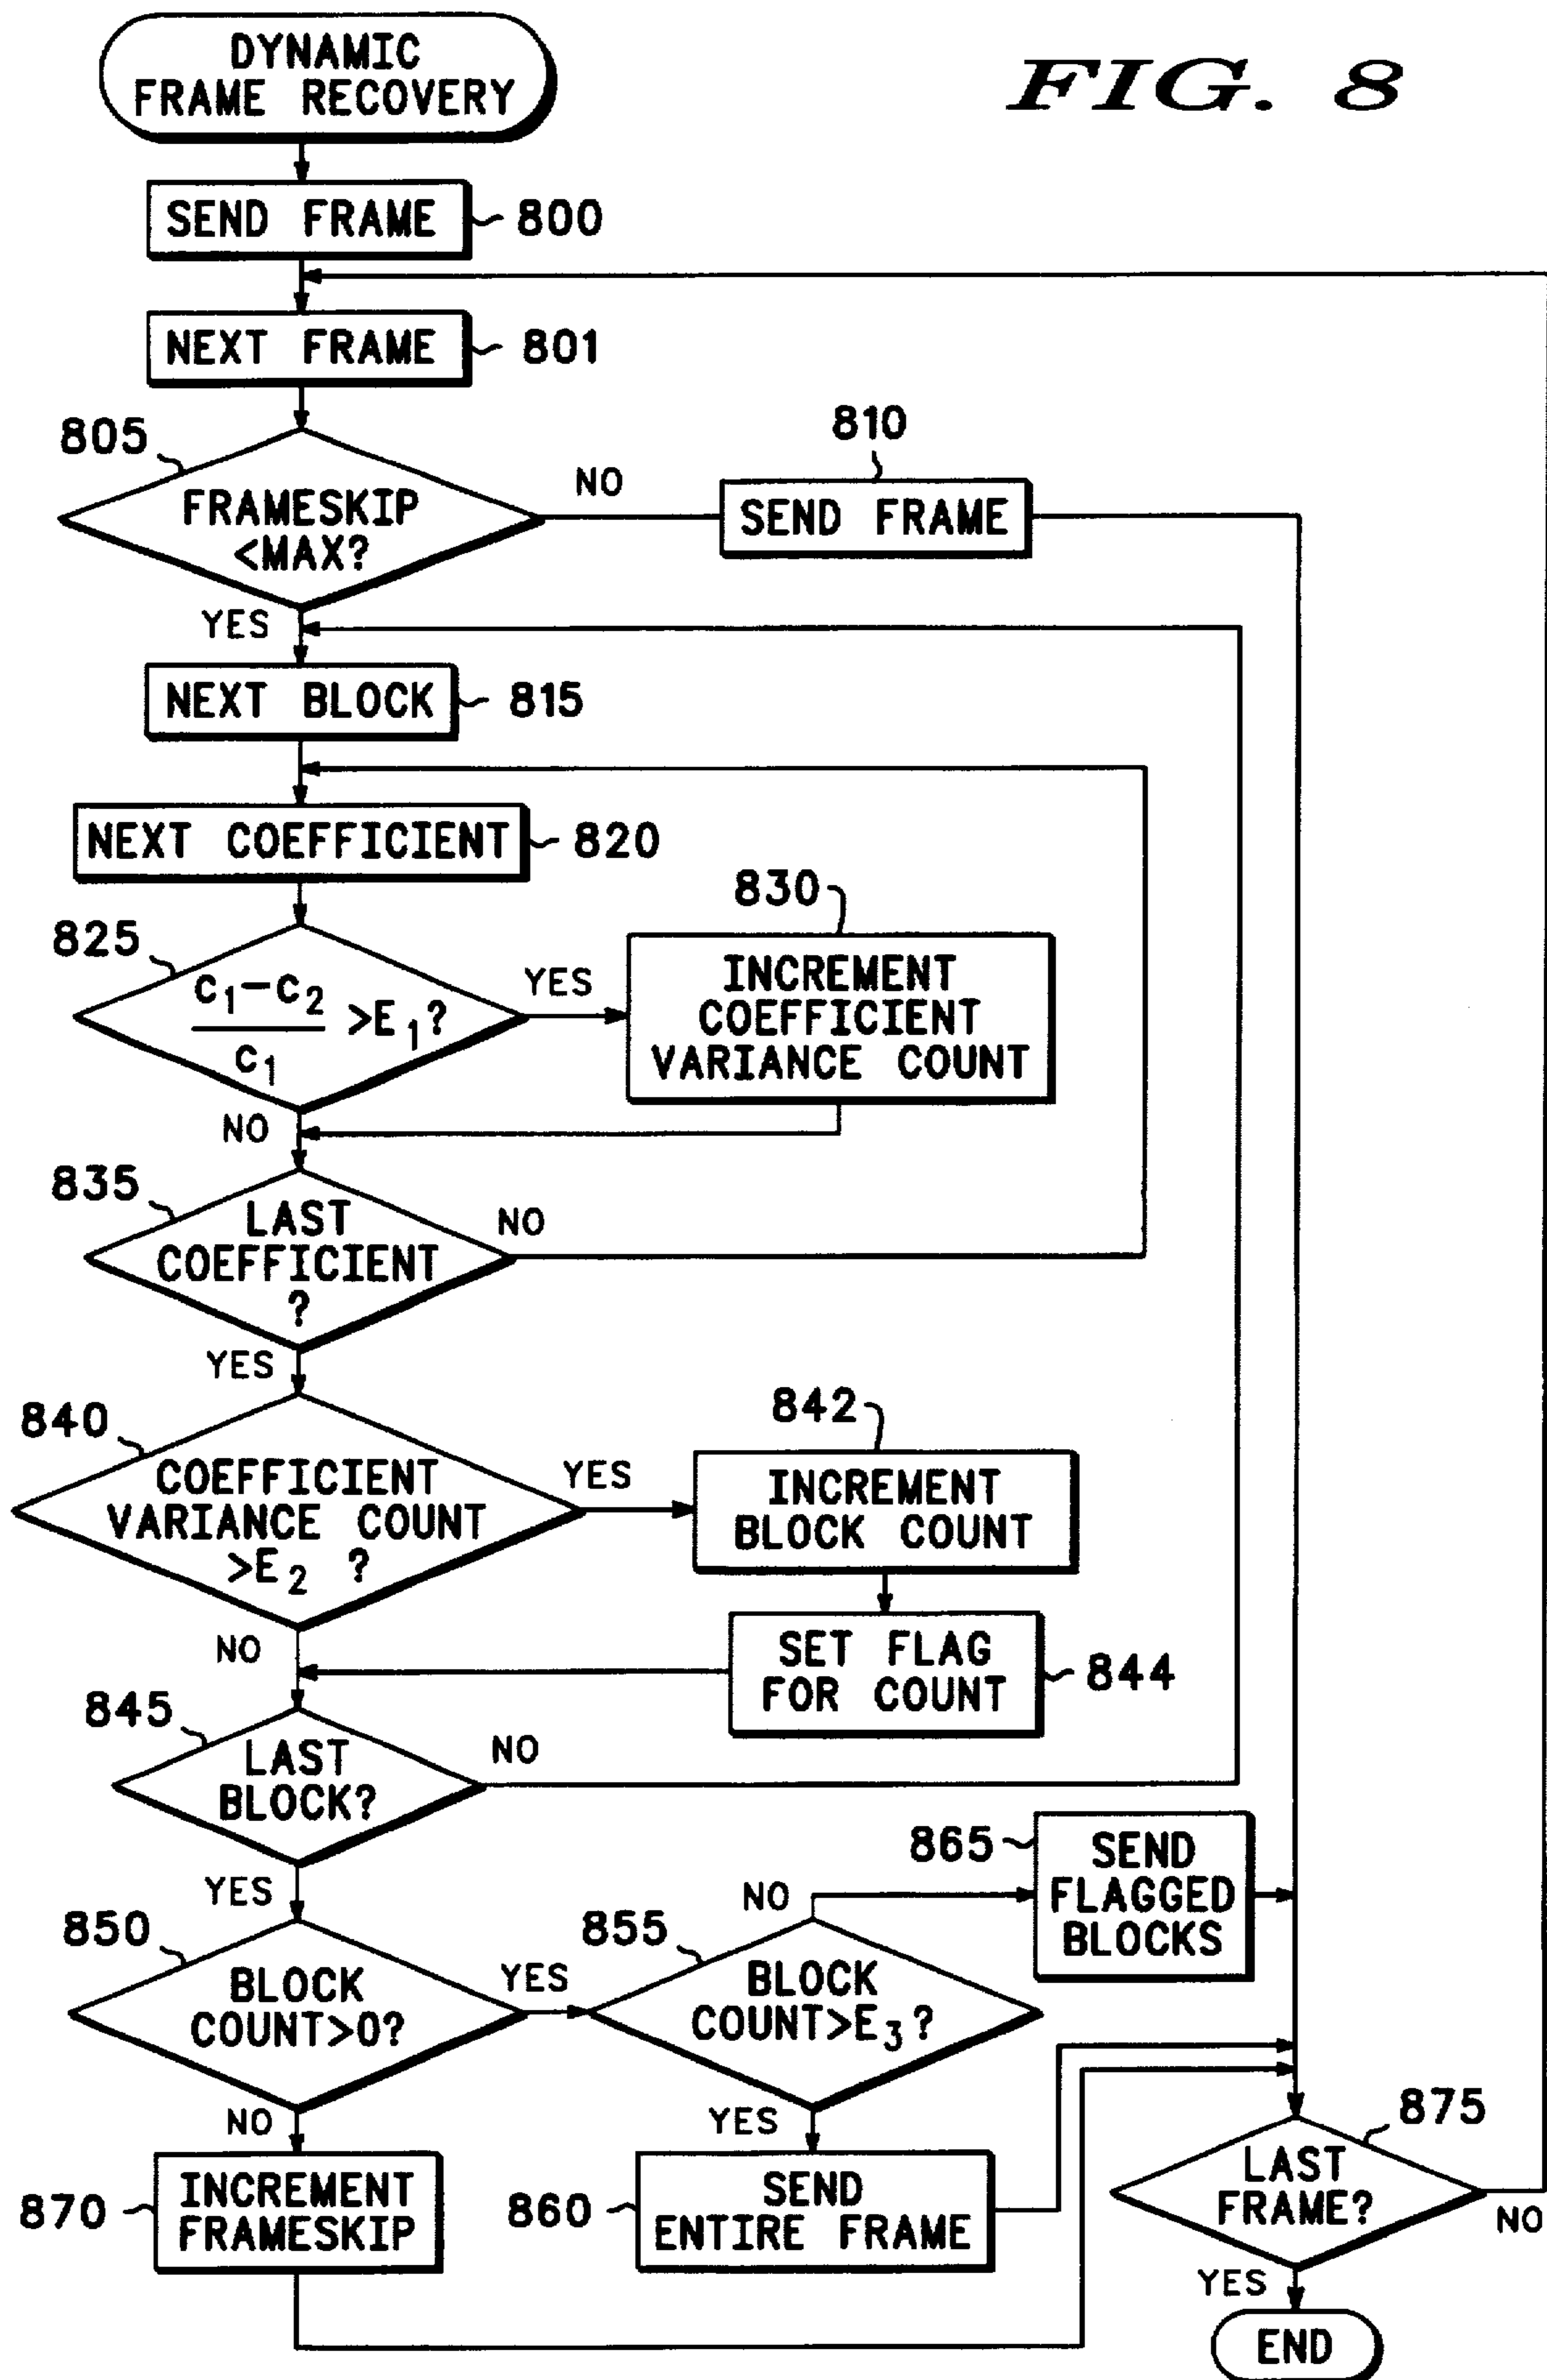 DYNAMIC
FRAME RECOVERY
FIG. 8
SEND FRAME
800
NEXT FRAME
801
805
FRAMESKIP
<MAX?
NO
810
SEND FRAME
YES
NEXT BLOCK
815
NEXT COEFFICIENT
820
825
c₁-c₂
c₁
>E₁?
YES
830
INCREMENT
COEFFICIENT
VARIANCE COUNT
NO
835
LAST
COEFFICIENT
?
NO
YES
840
COEFFICIENT
VARIANCE COUNT
>E₂ ?
YES
842
INCREMENT
BLOCK COUNT
SET FLAG
FOR COUNT
844
NO
845
LAST
BLOCK?
NO
YES
850
BLOCK
COUNT>0?
YES
855
BLOCK
COUNT>E₃?
NO
865
SEND
FLAGGED
BLOCKS
NO
870
INCREMENT
FRAMESKIP
YES
860
SEND
ENTIRE FRAME
875
LAST
FRAME?
NO
YES
END